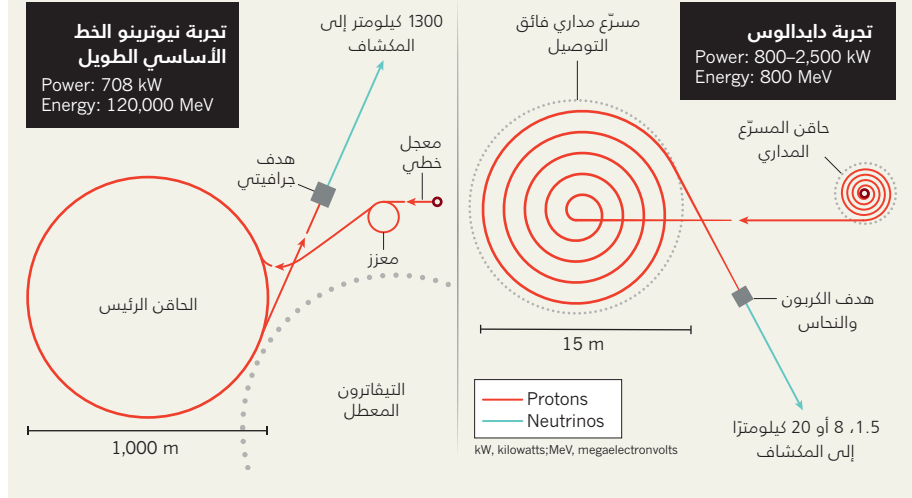 تجربة دايدالوس
Power: 800–2,500 kW
Energy: 800 MeV
مسرّع مداري فائق
التوصيل
حاقن المسرّع
المداري
هدف الكربون
والنحاس
15 m
1.5، 8 أو 20 كيلومترًا
إلى المكشاف
Protons
Neutrinos
kW, kilowatts;MeV, megaelectronvolts
تجربة نيوترينو الخط
الأساسي الطويل
Power: 708 kW
Energy: 120,000 MeV
1300 كيلومتر إلى
المكشاف
معجل
خطي
هدف
جرافيتي
معزز
الحاقن الرئيس
التيڤاترون
المعطل
1,000 m